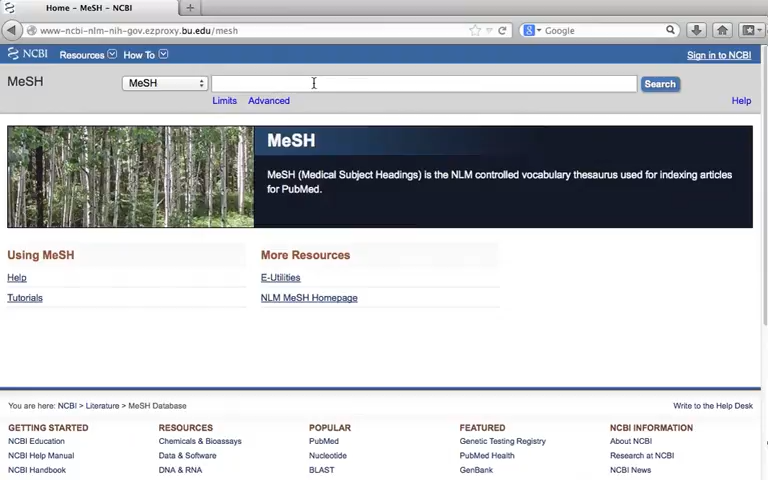 Home - MeSH - NCBI
www-ncbi-nlm-nih-gov.ezproxy.bu.edu/mesh
Google
NCBI Resources How To Sign in to NCBI
MeSH MeSH Search
Limits Advanced Help
MeSH
MeSH (Medical Subject Headings) is the NLM controlled vocabulary thesaurus used for indexing articles
for PubMed.
Using MeSH More Resources
Help E-Utilities
Tutorials NLM MeSH Homepage
You are here: NCBI > Literature > MeSH Database Write to the Help Desk
GETTING STARTED RESOURCES POPULAR FEATURED NCBI INFORMATION
NCBI Education Chemicals & Bioassays PubMed Genetic Testing Registry About NCBI
NCBI Help Manual Data & Software Nucleotide PubMed Health Research at NCBI
NCBI Handbook DNA & RNA BLAST GenBank NCBI News